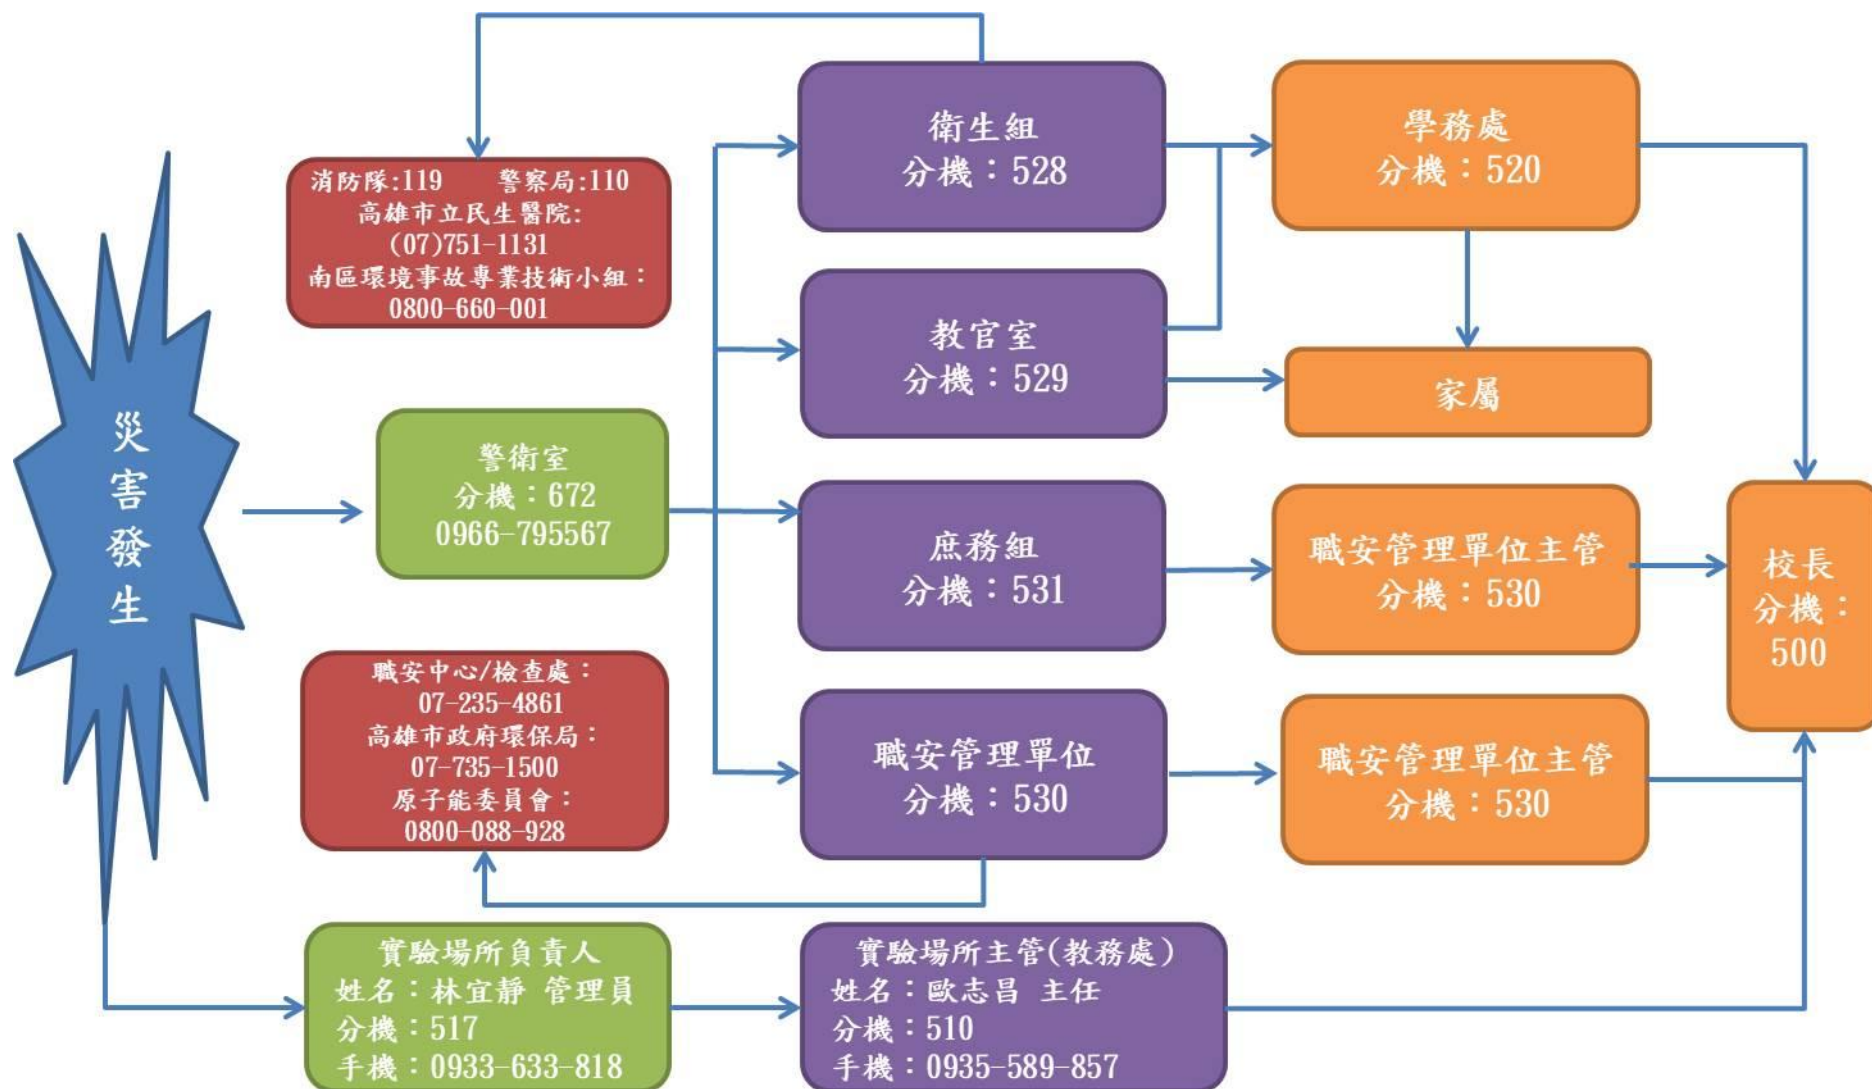 災害發生
消防隊:119 警察局:110
高雄市立民生醫院:
(07)751-1131
南區環境事故專業技術小組：
0800-660-001
警衛室
分機：672
0966-795567
職安中心/檢查處：
07-235-4861
高雄市政府環保局：
07-735-1500
原子能委員會：
0800-088-928
實驗場所負責人
姓名：林宜靜 管理員
分機：517
手機：0933-633-818
衛生組
分機：528
教官室
分機：529
庶務組
分機：531
職安管理單位
分機：530
實驗場所主管(教務處)
姓名：歐志昌 主任
分機：510
手機：0935-589-857
學務處
分機：520
家屬
職安管理單位主管
分機：530
職安管理單位主管
分機：530
校長
分機：
500